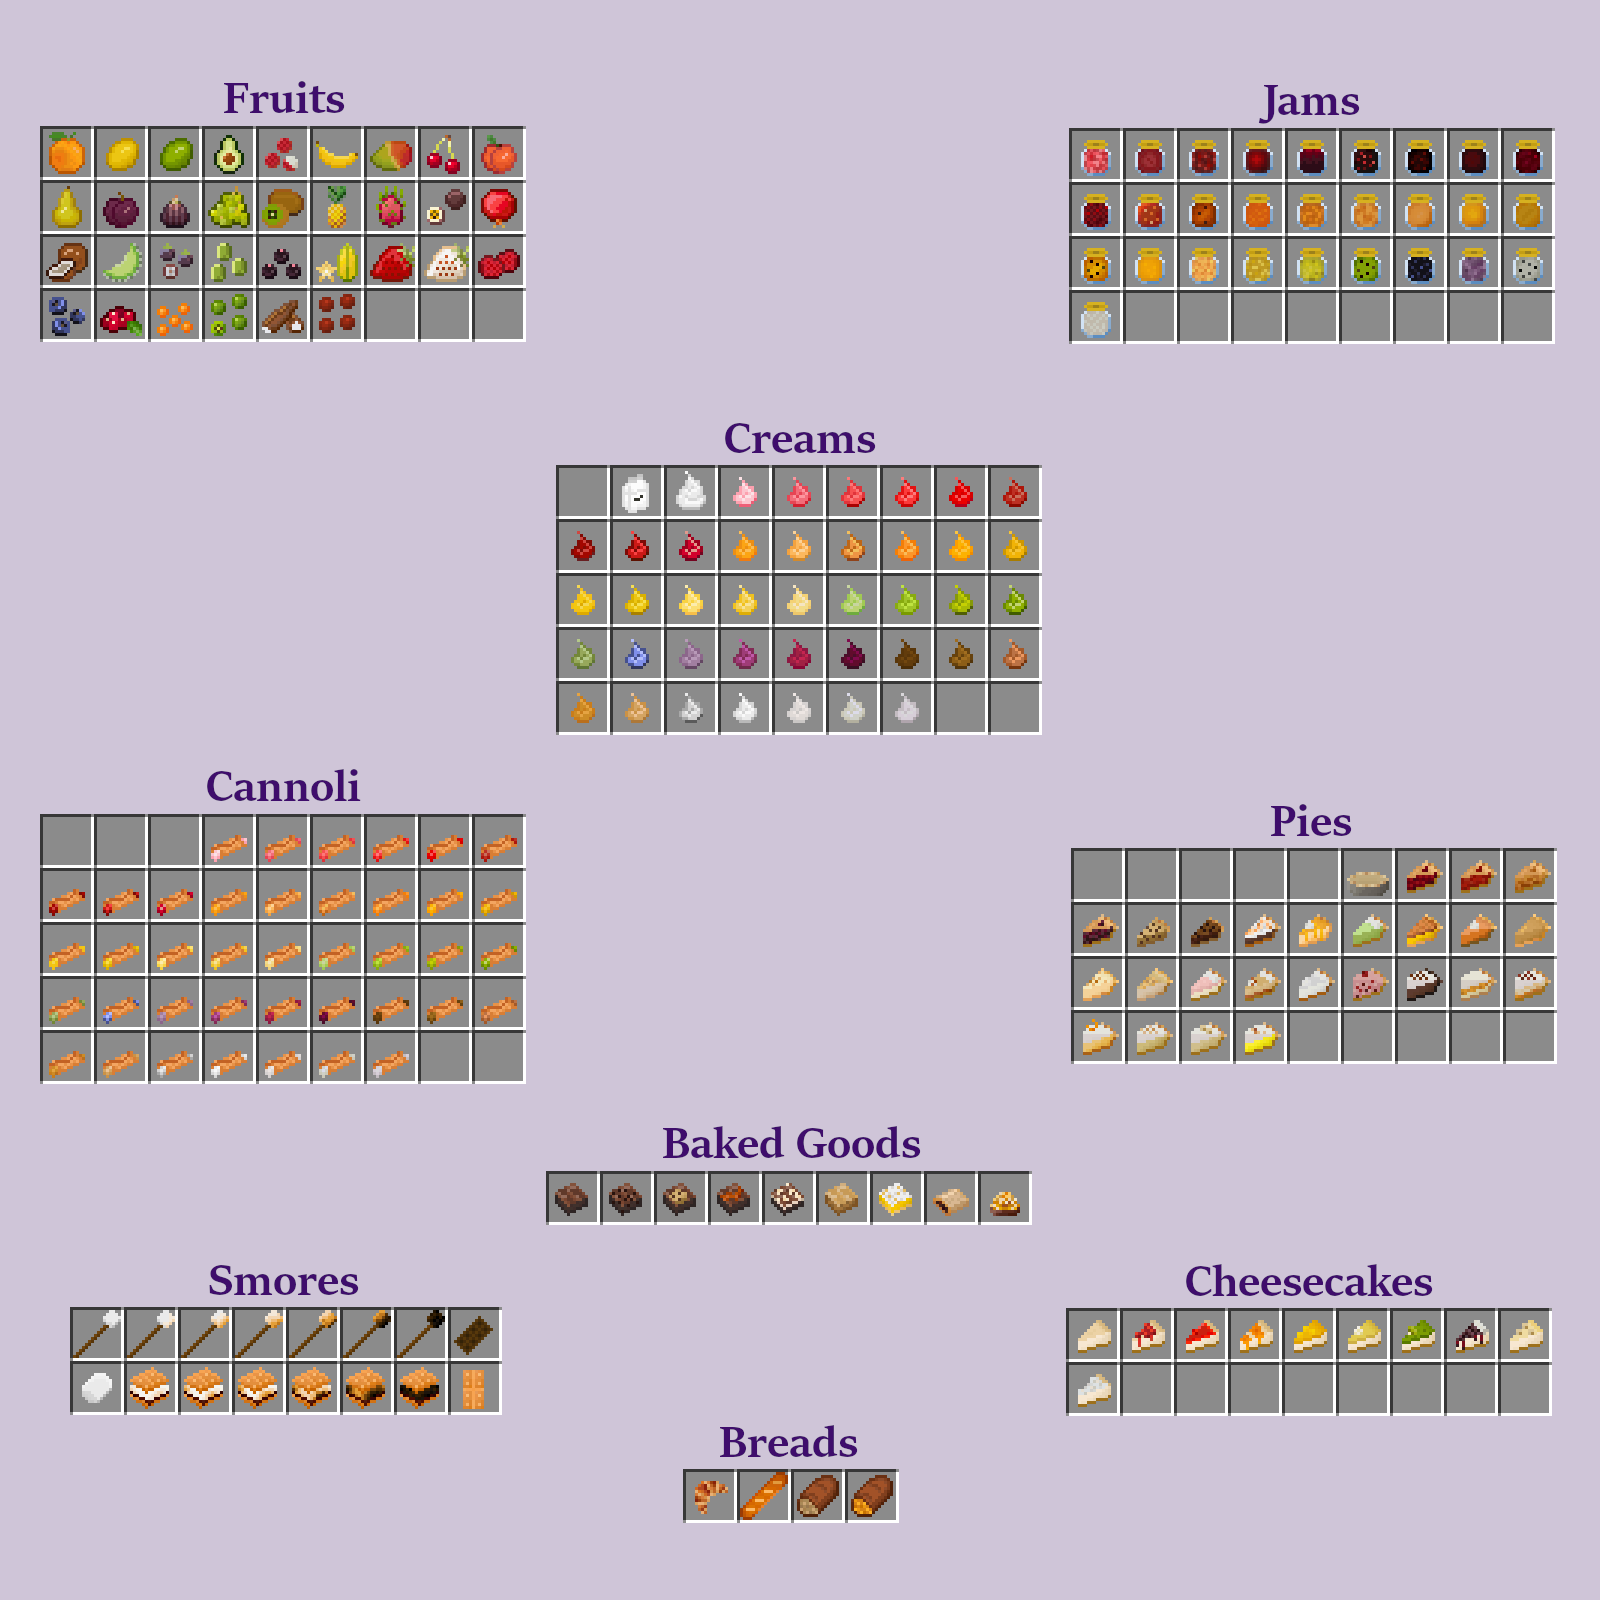 Fruits
Jams
Creams
Cannoli
Pies
Baked Goods
Smores
Cheesecakes
Breads